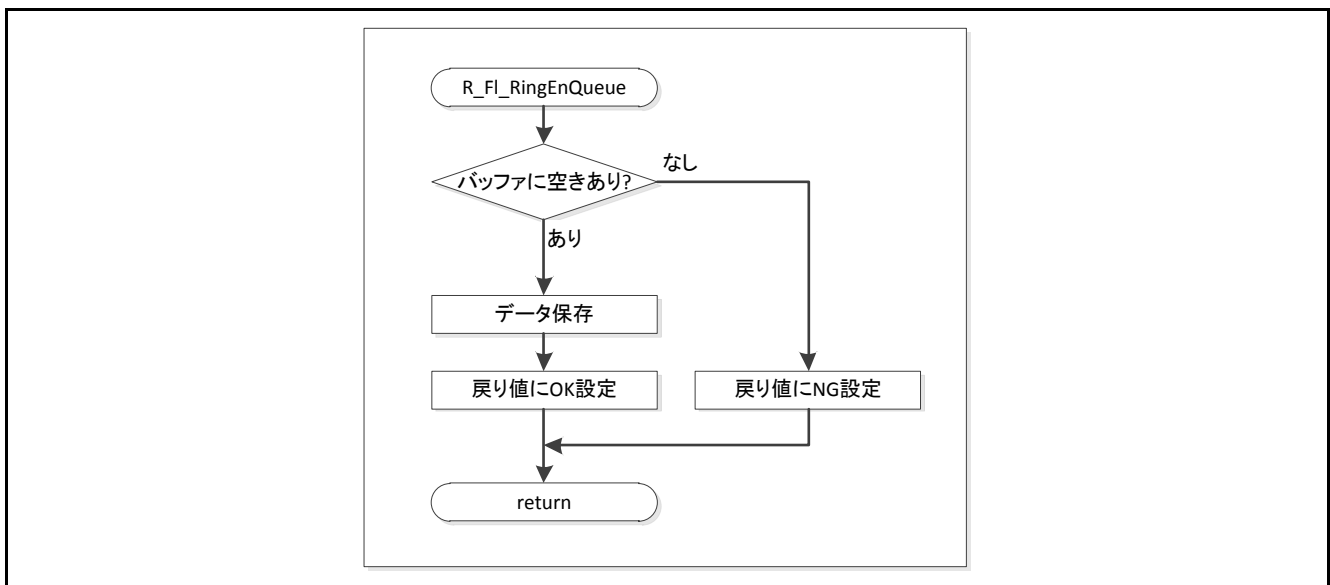 R_Fl_RingEnQueue
バッファに空きあり?
なし
あり
データ保存
戻り値にOK設定
戻り値にNG設定
return